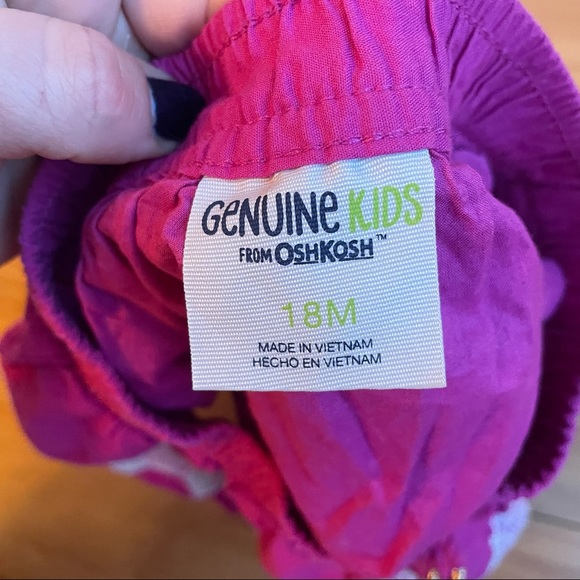 GENUINE KIDS
FROM OSHKOSH™
18M
MADE IN VIETNAM
HECHO EN VIETNAM